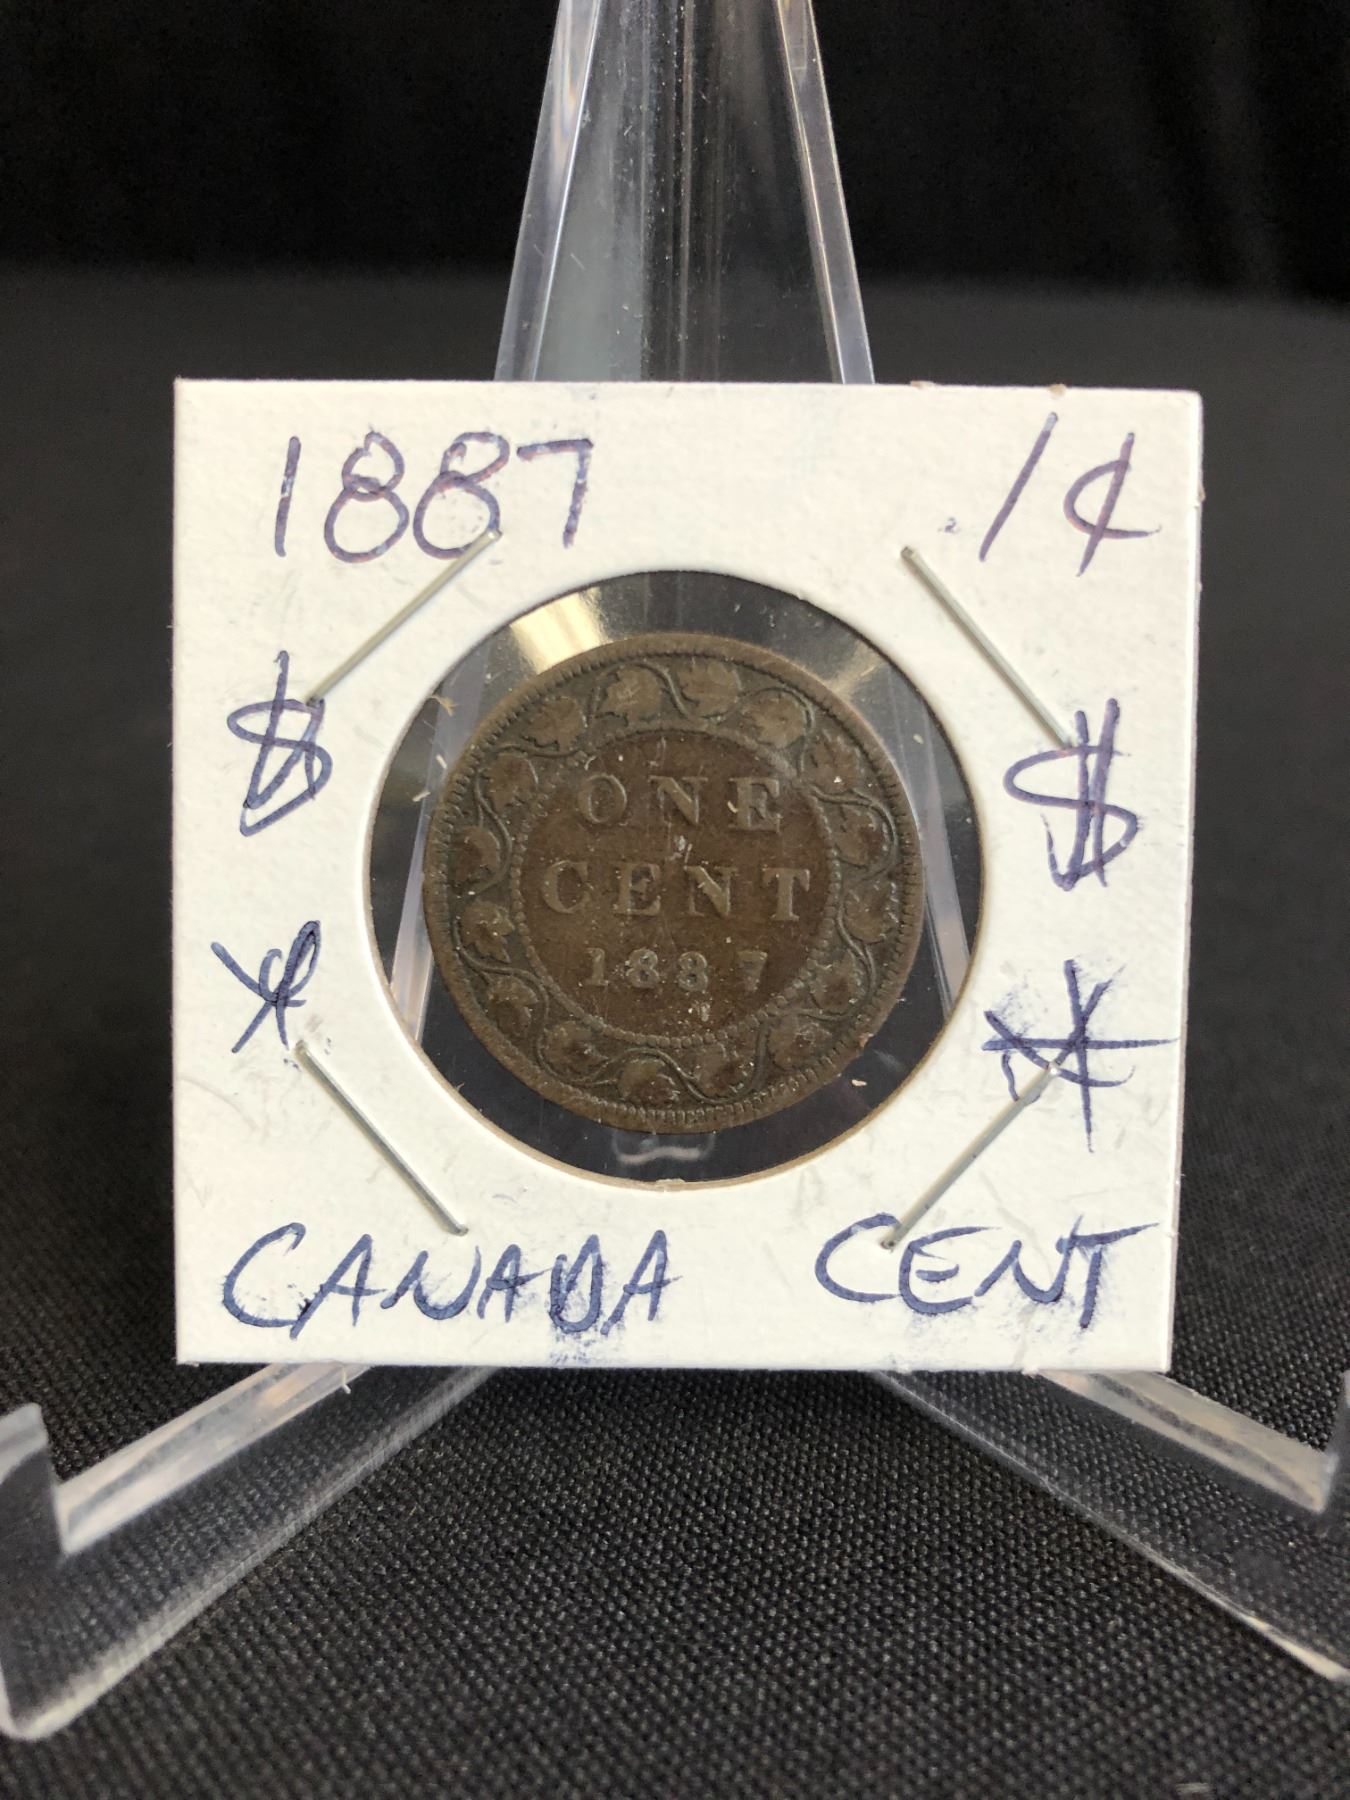 1887 .1¢
$ $
* *
ONE
CENT
1887
CANADA CENT